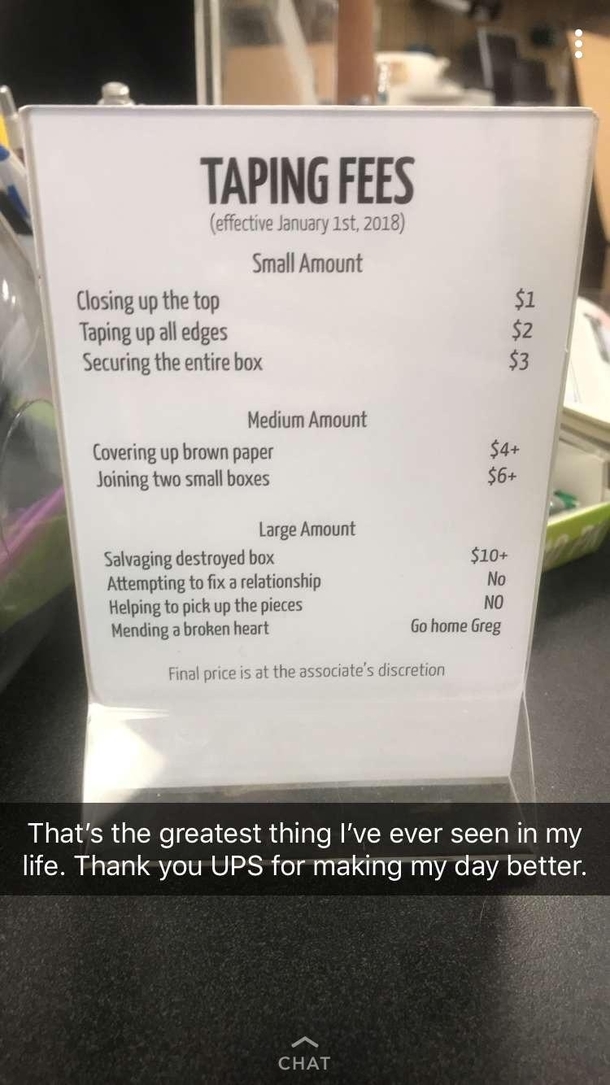 TAPING FEES
(effective January 1st, 2018)
Small Amount
Closing up the top $1
Taping up all edges $2
Securing the entire box $3
Medium Amount
Covering up brown paper $4+
Joining two small boxes $6+
Large Amount
Salvaging destroyed box $10+
Attempting to fix a relationship No
Helping to pick up the pieces NO
Mending a broken heart Go home Greg
Final price is at the associate's discretion
That's the greatest thing I've ever seen in my
life. Thank you UPS for making my day better.
CHAT